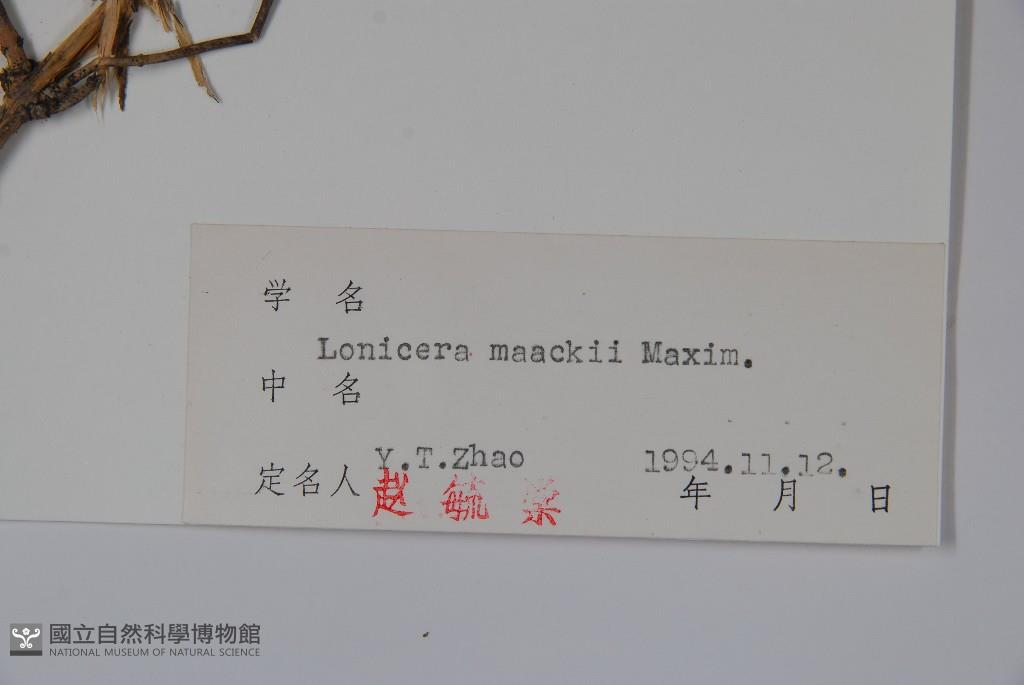 学 名
Lonicera maackii Maxim.
中 名
Y.T.Zhao 1994.11.12.
定名人 赵毓棠 年 月 日
國立自然科學博物館
NATIONAL MUSEUM OF NATURAL SCIENCE